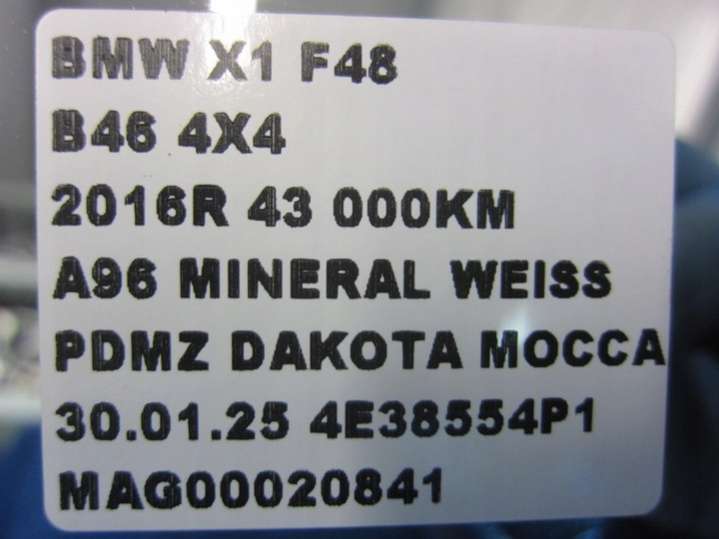 BMW X1 F48
B46 4X4
2016R 43 000KM
A96 MINERAL WEISS
PDMZ DAKOTA MOCCA
30.01.25 4E38554P1
MAG00020841